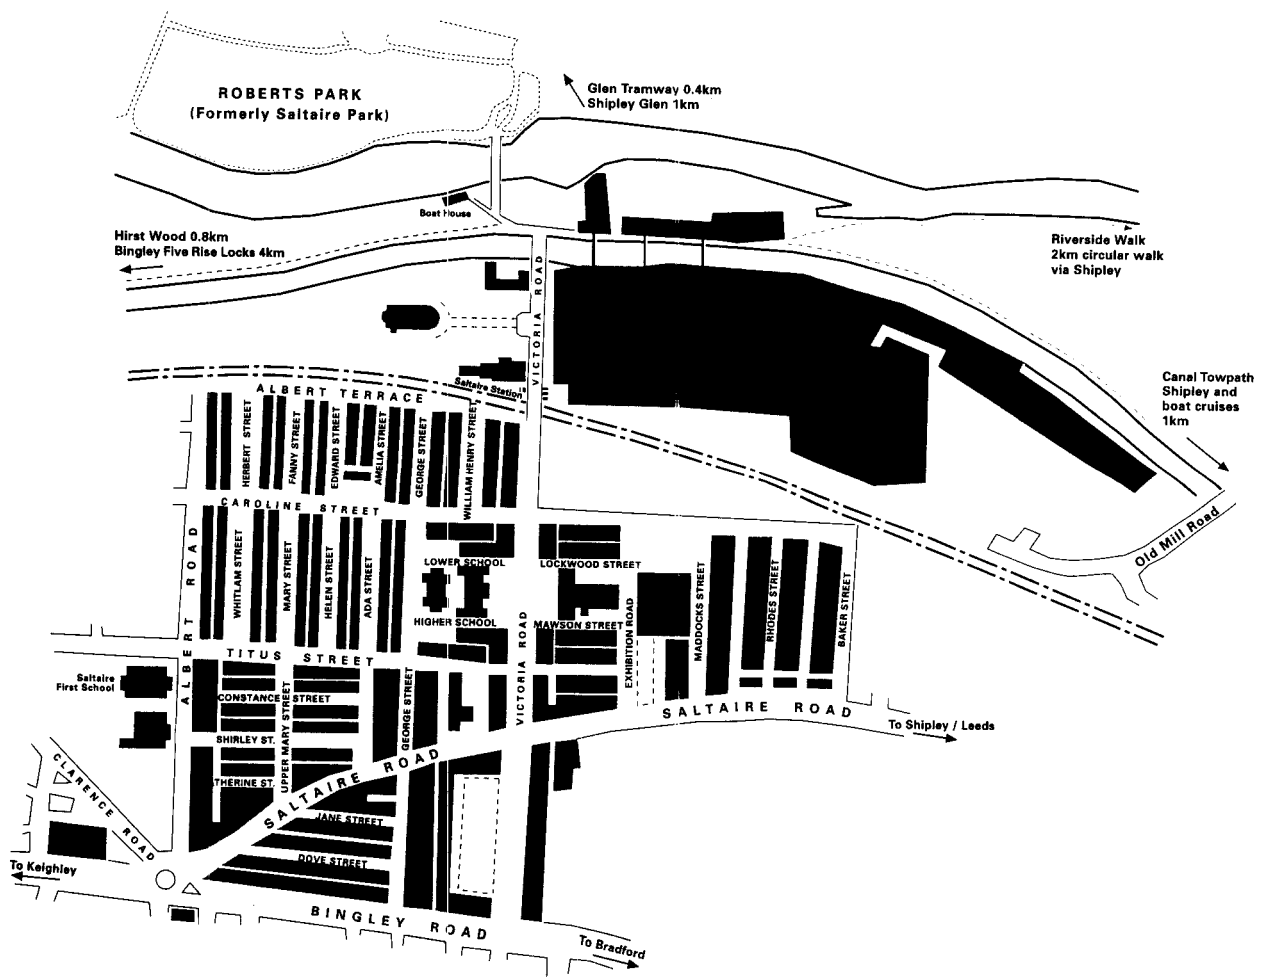 ROBERTS PARK
(Formerly Saltaire Park)
Glen Tramway 0.4km
Shipley Glen 1km
Boat House
Hirst Wood 0.8km
Bingley Five Rise Locks 4km
Riverside Walk
2km circular walk
via Shipley
VICTORIA ROAD
Saltaire Station
Canal Towpath
Shipley and
boat cruises
1km
ALBERT TERRACE
HERBERT STREET
FANNY STREET
EDWARD STREET
AMELIA STREET
GEORGE STREET
WILLIAM HENRY STREET
CAROLINE STREET
Old Mill Road
ALBERT ROAD
WHITLAM STREET
MARY STREET
HELEN STREET
ADA STREET
LOWER SCHOOL
LOCKWOOD STREET
HIGHER SCHOOL
MAWSON STREET
VICTORIA ROAD
EXHIBITION ROAD
MADDOCKS STREET
RHODES STREET
BAKER STREET
TITUS STREET
Saltaire
First School
CONSTANCE STREET
UPPER MARY STREET
GEORGE STREET
SHIRLEY ST.
THERINE ST.
SALTAIRE ROAD
SALTAIRE ROAD
To Shipley / Leeds
CLARENCE ROAD
JANE STREET
DOVE STREET
To Keighley
BINGLEY ROAD
To Bradford